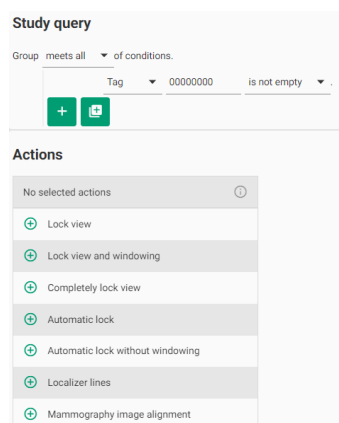 Study query
Group meets all of conditions.
Tag 00000000 is not empty .
Actions
No selected actions
Lock view
Lock view and windowing
Completely lock view
Automatic lock
Automatic lock without windowing
Localizer lines
Mammography image alignment